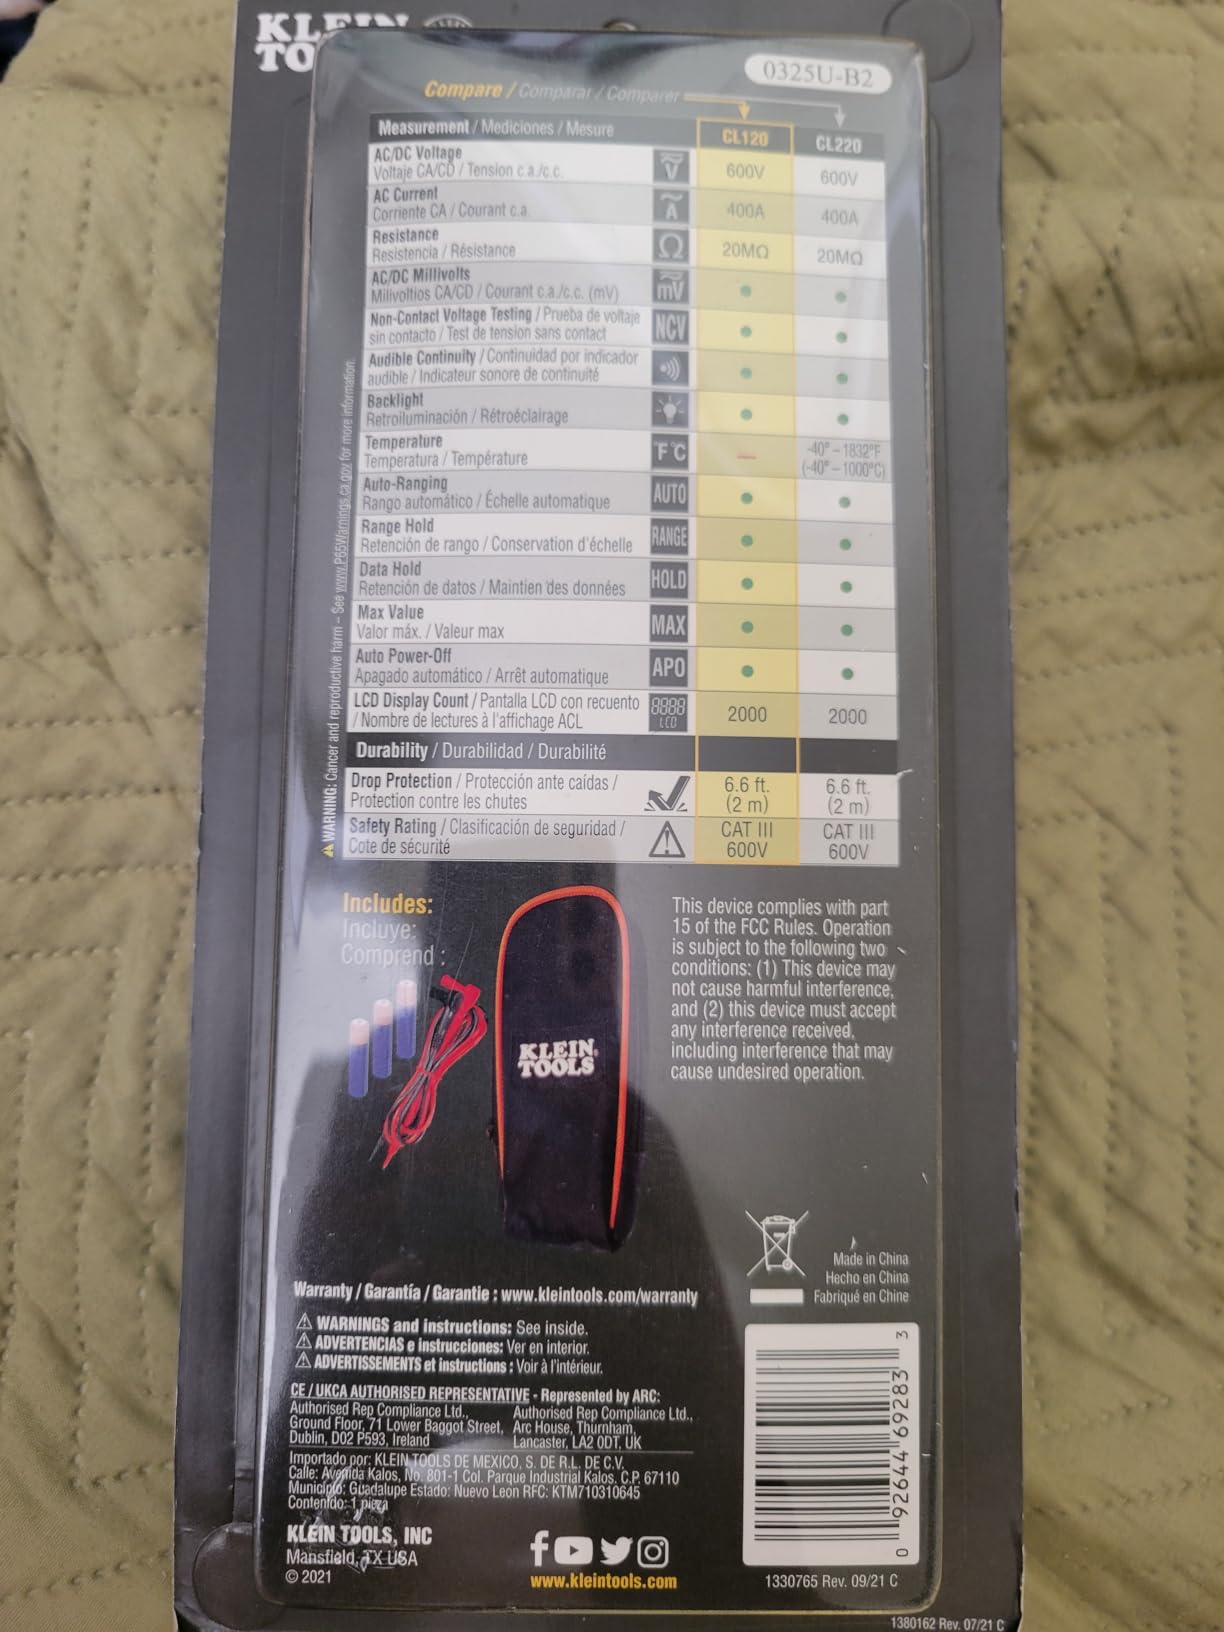 KLEIN
TO
0325U-B2
Compare / Comparar / Comparer
Measurement / Mediciones / Mesure CL120 CL220
AC/DC Voltage
Voltaje CA/CD / Tension c.a./c.c. V 600V 600V
AC Current
Corriente CA / Courant c.a. A 400A 400A
Resistance
Resistencia / Résistance Ω 20MΩ 20MΩ
AC/DC Millivolts
Milivoltios CA/CD / Courant c.a./c.c. (mV) mV
Non-Contact Voltage Testing / Prueba de voltaje
sin contacto / Test de tension sans contact NCV
Audible Continuity / Continuidad por indicador
audible / Indicateur sonore de continuité
Backlight
Retroiluminación / Rétroéclairage
Temperature
Temperatura / Température °F °C – -40° – 1832°F
(-40° – 1000°C)
Auto-Ranging
Rango automático / Échelle automatique AUTO
Range Hold
Retención de rango / Conservation d'échelle RANGE
Data Hold
Retención de datos / Maintien des données HOLD
Max Value
Valor máx. / Valeur max MAX
Auto Power-Off
Apagado automático / Arrêt automatique APO
LCD Display Count / Pantalla LCD con recuento
/ Nombre de lectures à l'affichage ACL 8888 LCD 2000 2000
Durability / Durabilidad / Durabilité
Drop Protection / Protección ante caídas /
Protection contre les chutes 6.6 ft. (2 m) 6.6 ft. (2 m)
Safety Rating / Clasificación de seguridad /
Cote de sécurité CAT III 600V CAT III 600V
WARNING: Cancer and reproductive harm – See www.P65Warnings.ca.gov for more information.
Includes:
Incluye:
Comprend :
KLEIN
TOOLS
This device complies with part
15 of the FCC Rules. Operation
is subject to the following two
conditions: (1) This device may
not cause harmful interference,
and (2) this device must accept
any interference received,
including interference that may
cause undesired operation.
Made in China
Hecho en China
Fabriqué en Chine
Warranty / Garantía / Garantie : www.kleintools.com/warranty
WARNINGS and instructions: See inside.
ADVERTENCIAS e instrucciones: Ver en interior.
ADVERTISSEMENTS et instructions : Voir à l'intérieur.
CE / UKCA AUTHORISED REPRESENTATIVE - Represented by ARC:
Authorised Rep Compliance Ltd.,
Ground Floor, 71 Lower Baggot Street,
Dublin, D02 P593, Ireland
Authorised Rep Compliance Ltd.,
Arc House, Thurnham,
Lancaster, LA2 0DT, UK
Importado por: KLEIN TOOLS DE MEXICO, S. DE R.L. DE C.V.
Calle: Avenida Kalos, No. 801-1 Col. Parque Industrial Kalos. C.P. 67110
Municipio: Guadalupe Estado: Nuevo Leon RFC: KTM710310645
Contenido: 1 pieza
KLEIN TOOLS, INC
Mansfield, TX USA
© 2021
www.kleintools.com
0 92644 69283 3
1330765 Rev. 09/21 C
1380162 Rev. 07/21 C